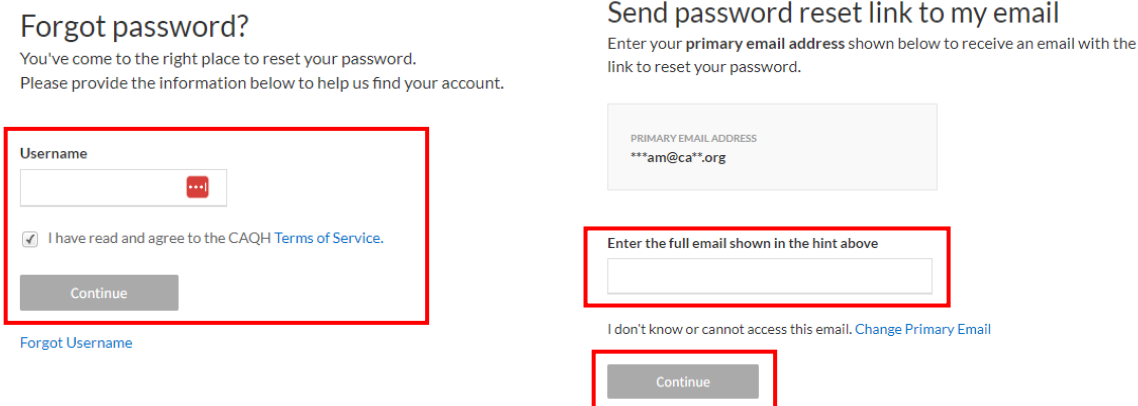 Forgot password?
You've come to the right place to reset your password.
Please provide the information below to help us find your account.
Username
I have read and agree to the CAQH Terms of Service.
Continue
Forgot Username
Send password reset link to my email
Enter your primary email address shown below to receive an email with the
link to reset your password.
PRIMARY EMAIL ADDRESS
***am@ca**.org
Enter the full email shown in the hint above
I don't know or cannot access this email. Change Primary Email
Continue